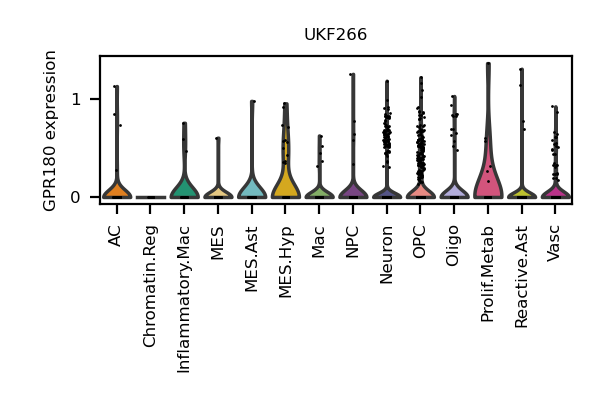 UKF266
GPR180 expression
1
0
AC
Chromatin.Reg
Inflammatory.Mac
MES
MES.Ast
MES.Hyp
Mac
NPC
Neuron
OPC
Oligo
Prolif.Metab
Reactive.Ast
Vasc